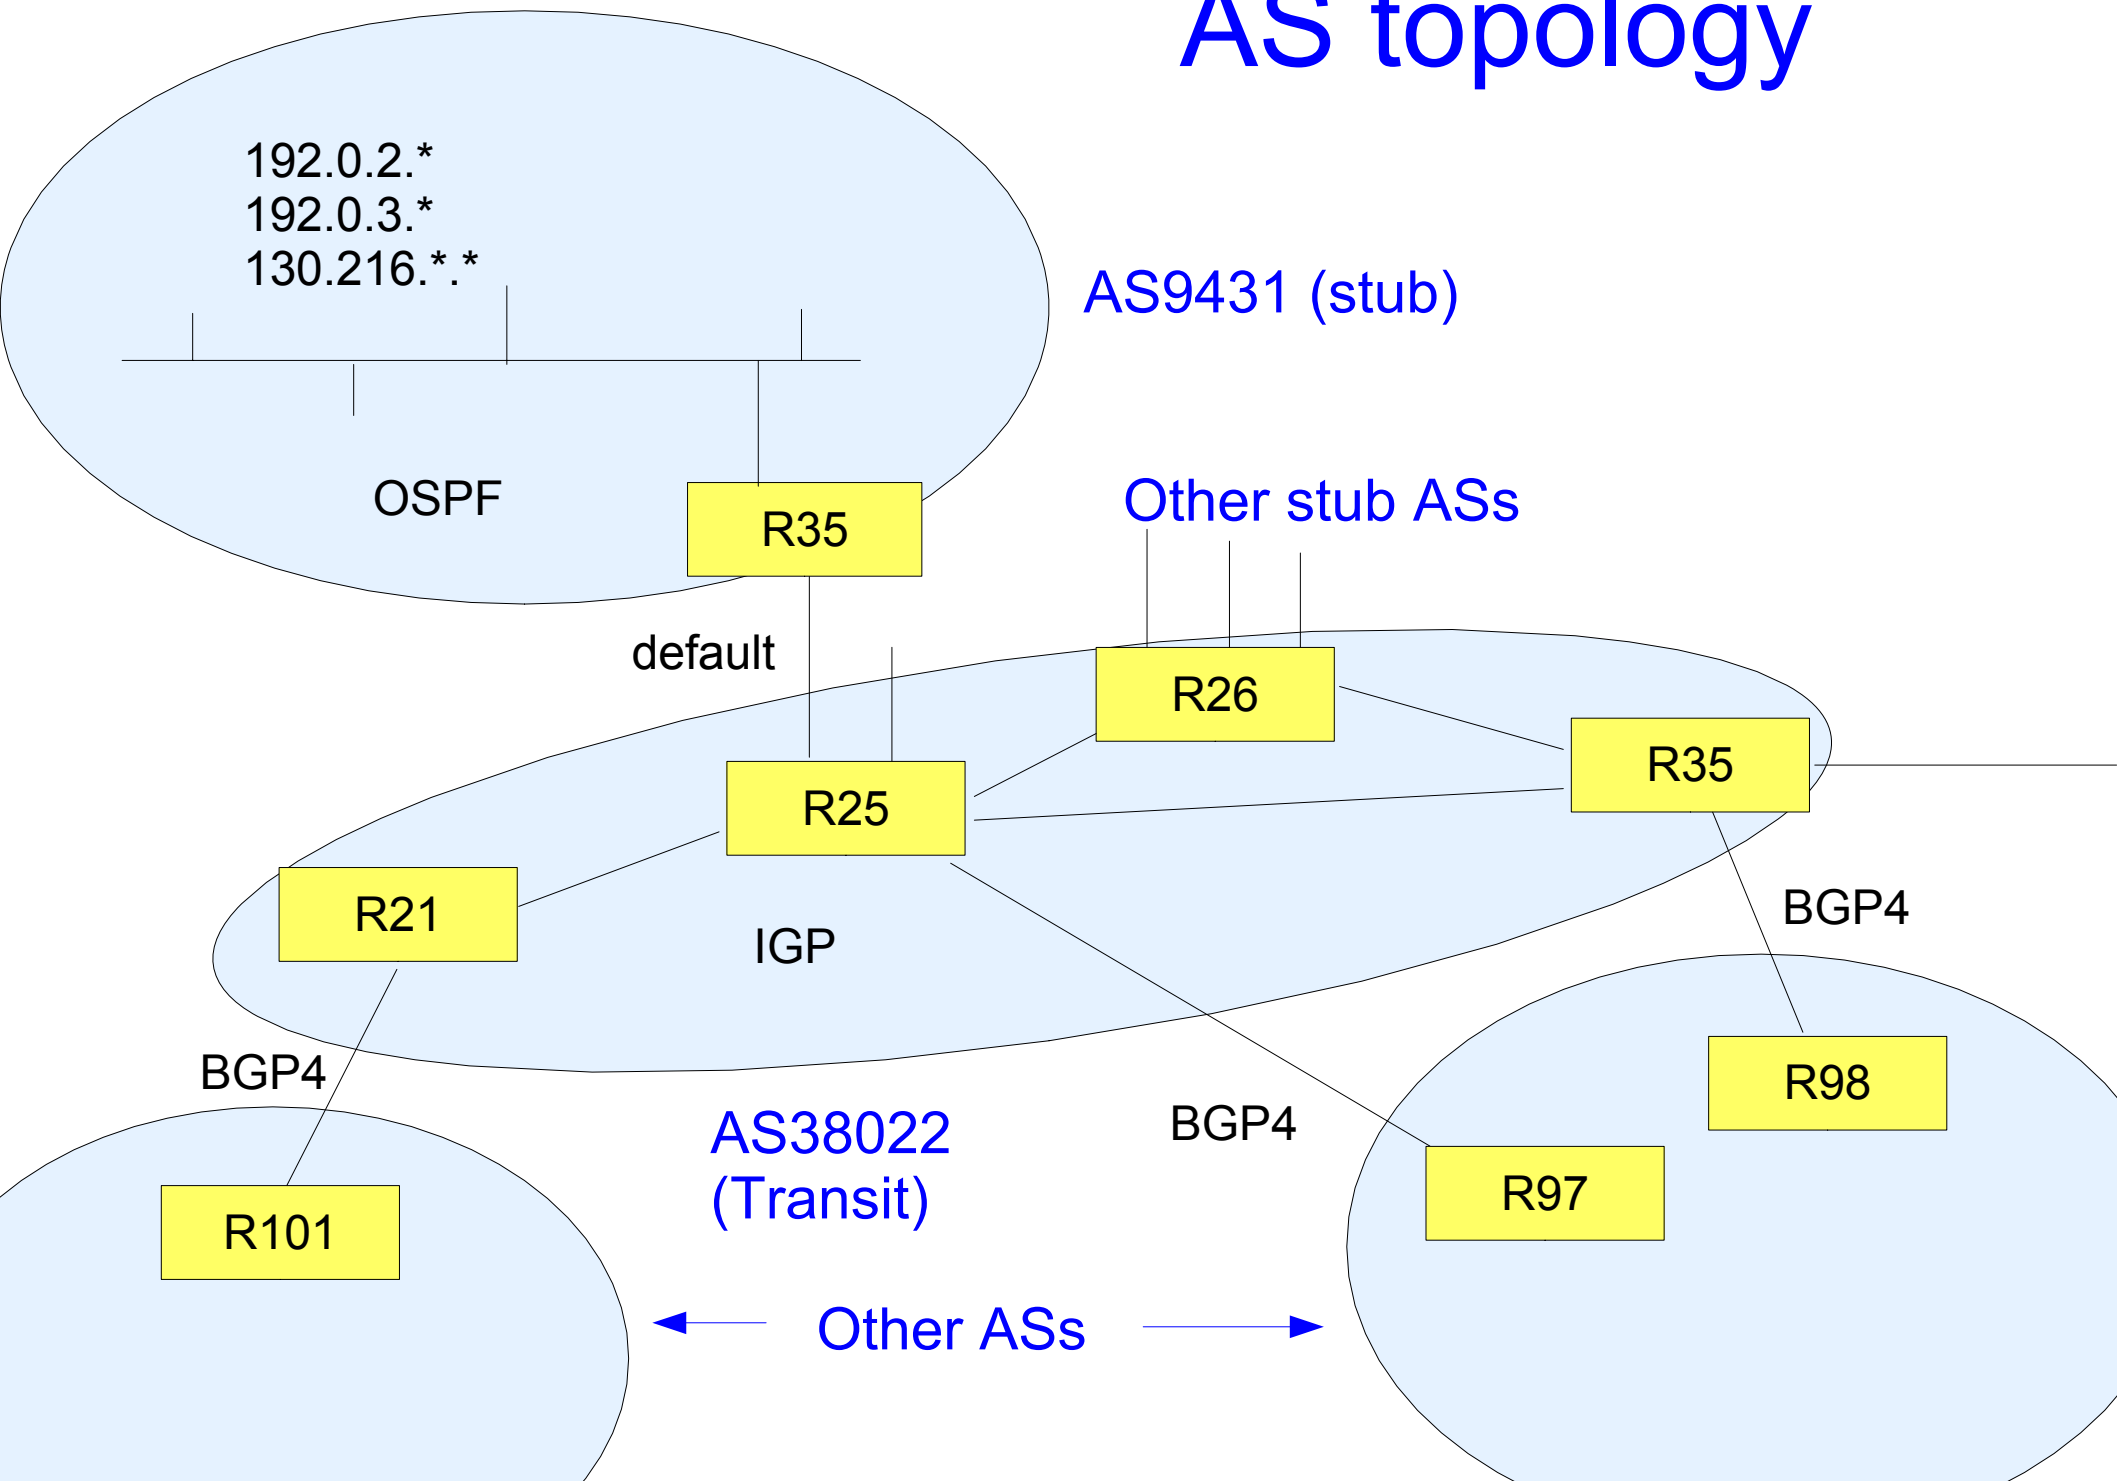 AS topology
192.0.2.*
192.0.3.*
130.216.*.*
AS9431 (stub)
OSPF
R35
Other stub ASs
default
R26
R35
R25
R21
IGP
BGP4
BGP4
R98
AS38022
(Transit)
BGP4
R97
R101
Other ASs